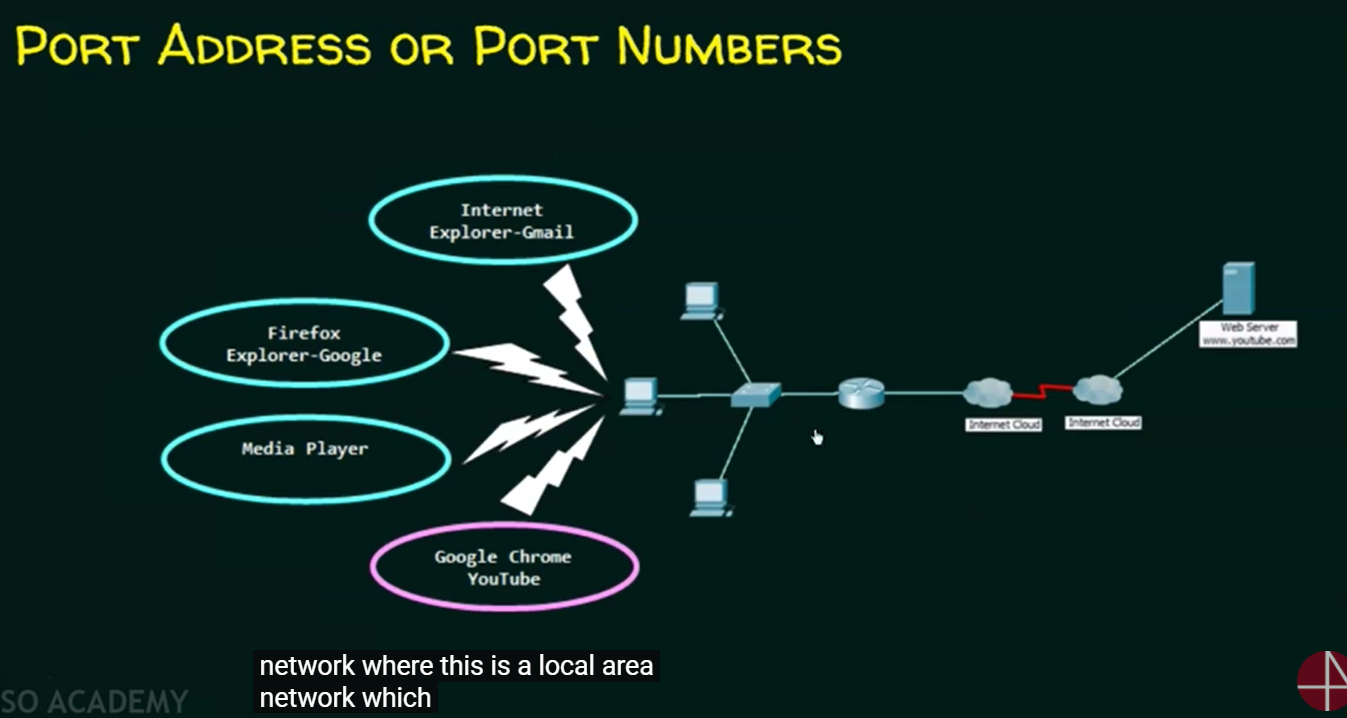 PORT ADDRESS OR PORT NUMBERS
Internet
Explorer-Gmail
Firefox
Explorer-Google
Media Player
Google Chrome
YouTube
Web Server
www.youtube.com
Internet Cloud
Internet Cloud
network where this is a local area
network which
SO ACADEMY